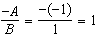 -A/B = -(-1)/1 = 1